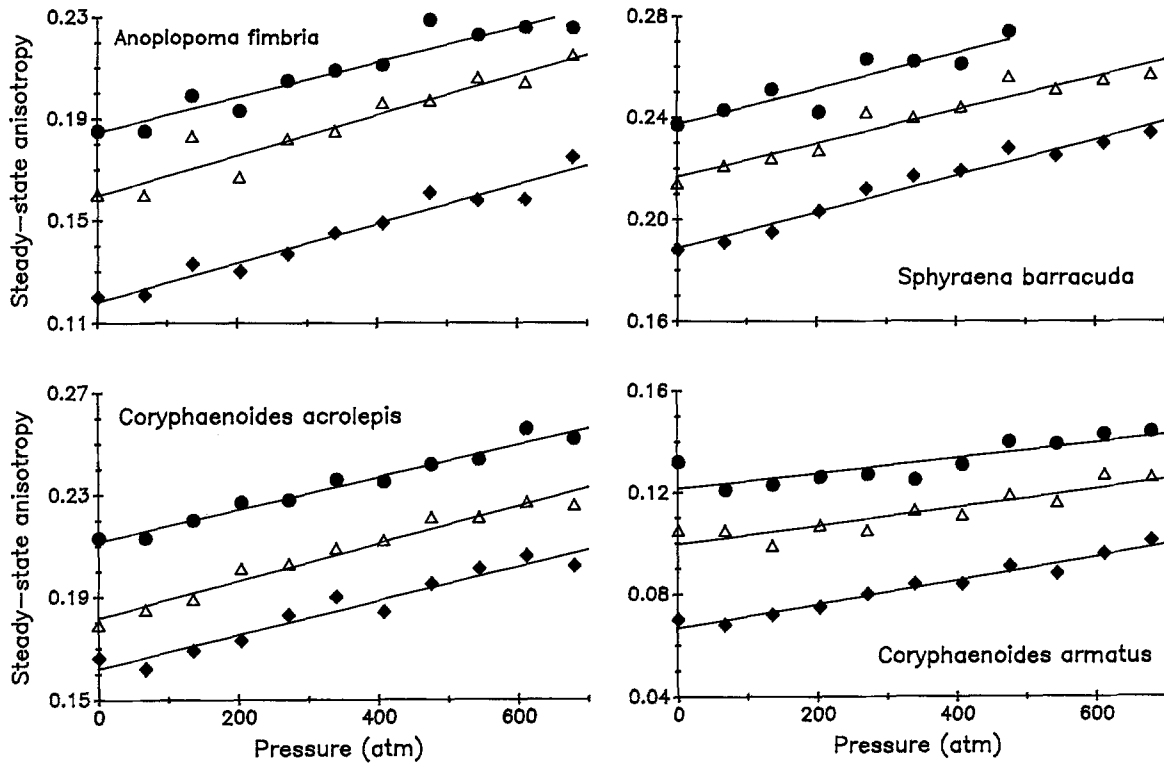 Steady-state anisotropy
0.23
0.19
0.15
0.11
Anoplopoma fimbria
0.28
0.24
0.20
0.16
Sphyraena barracuda
Steady-state anisotropy
0.27
0.23
0.19
0.15
Coryphaenoides acrolepis
0 200 400 600
Pressure (atm)
0.16
0.12
0.08
0.04
Coryphaenoides armatus
0 200 400 600
Pressure (atm)